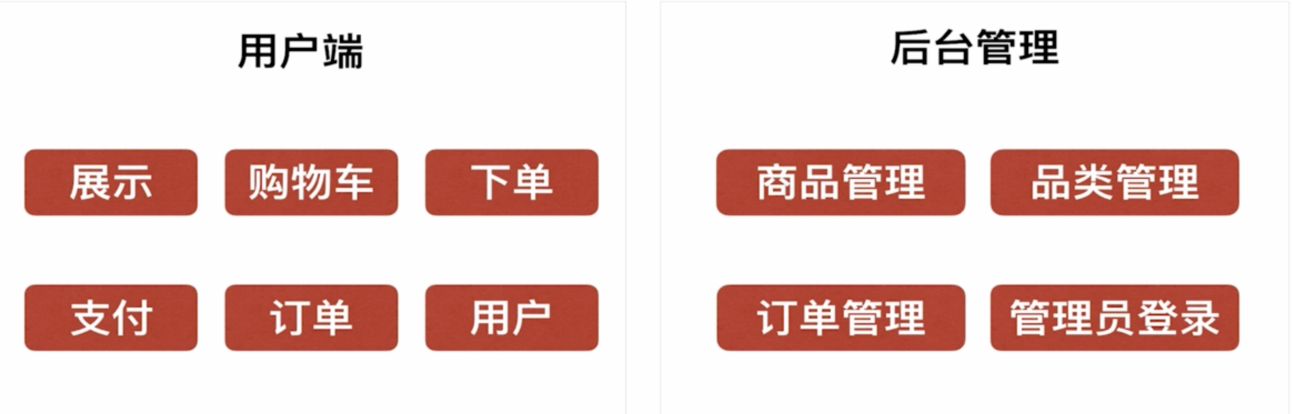 用户端
展示 购物车 下单
支付 订单 用户
后台管理
商品管理 品类管理
订单管理 管理员登录